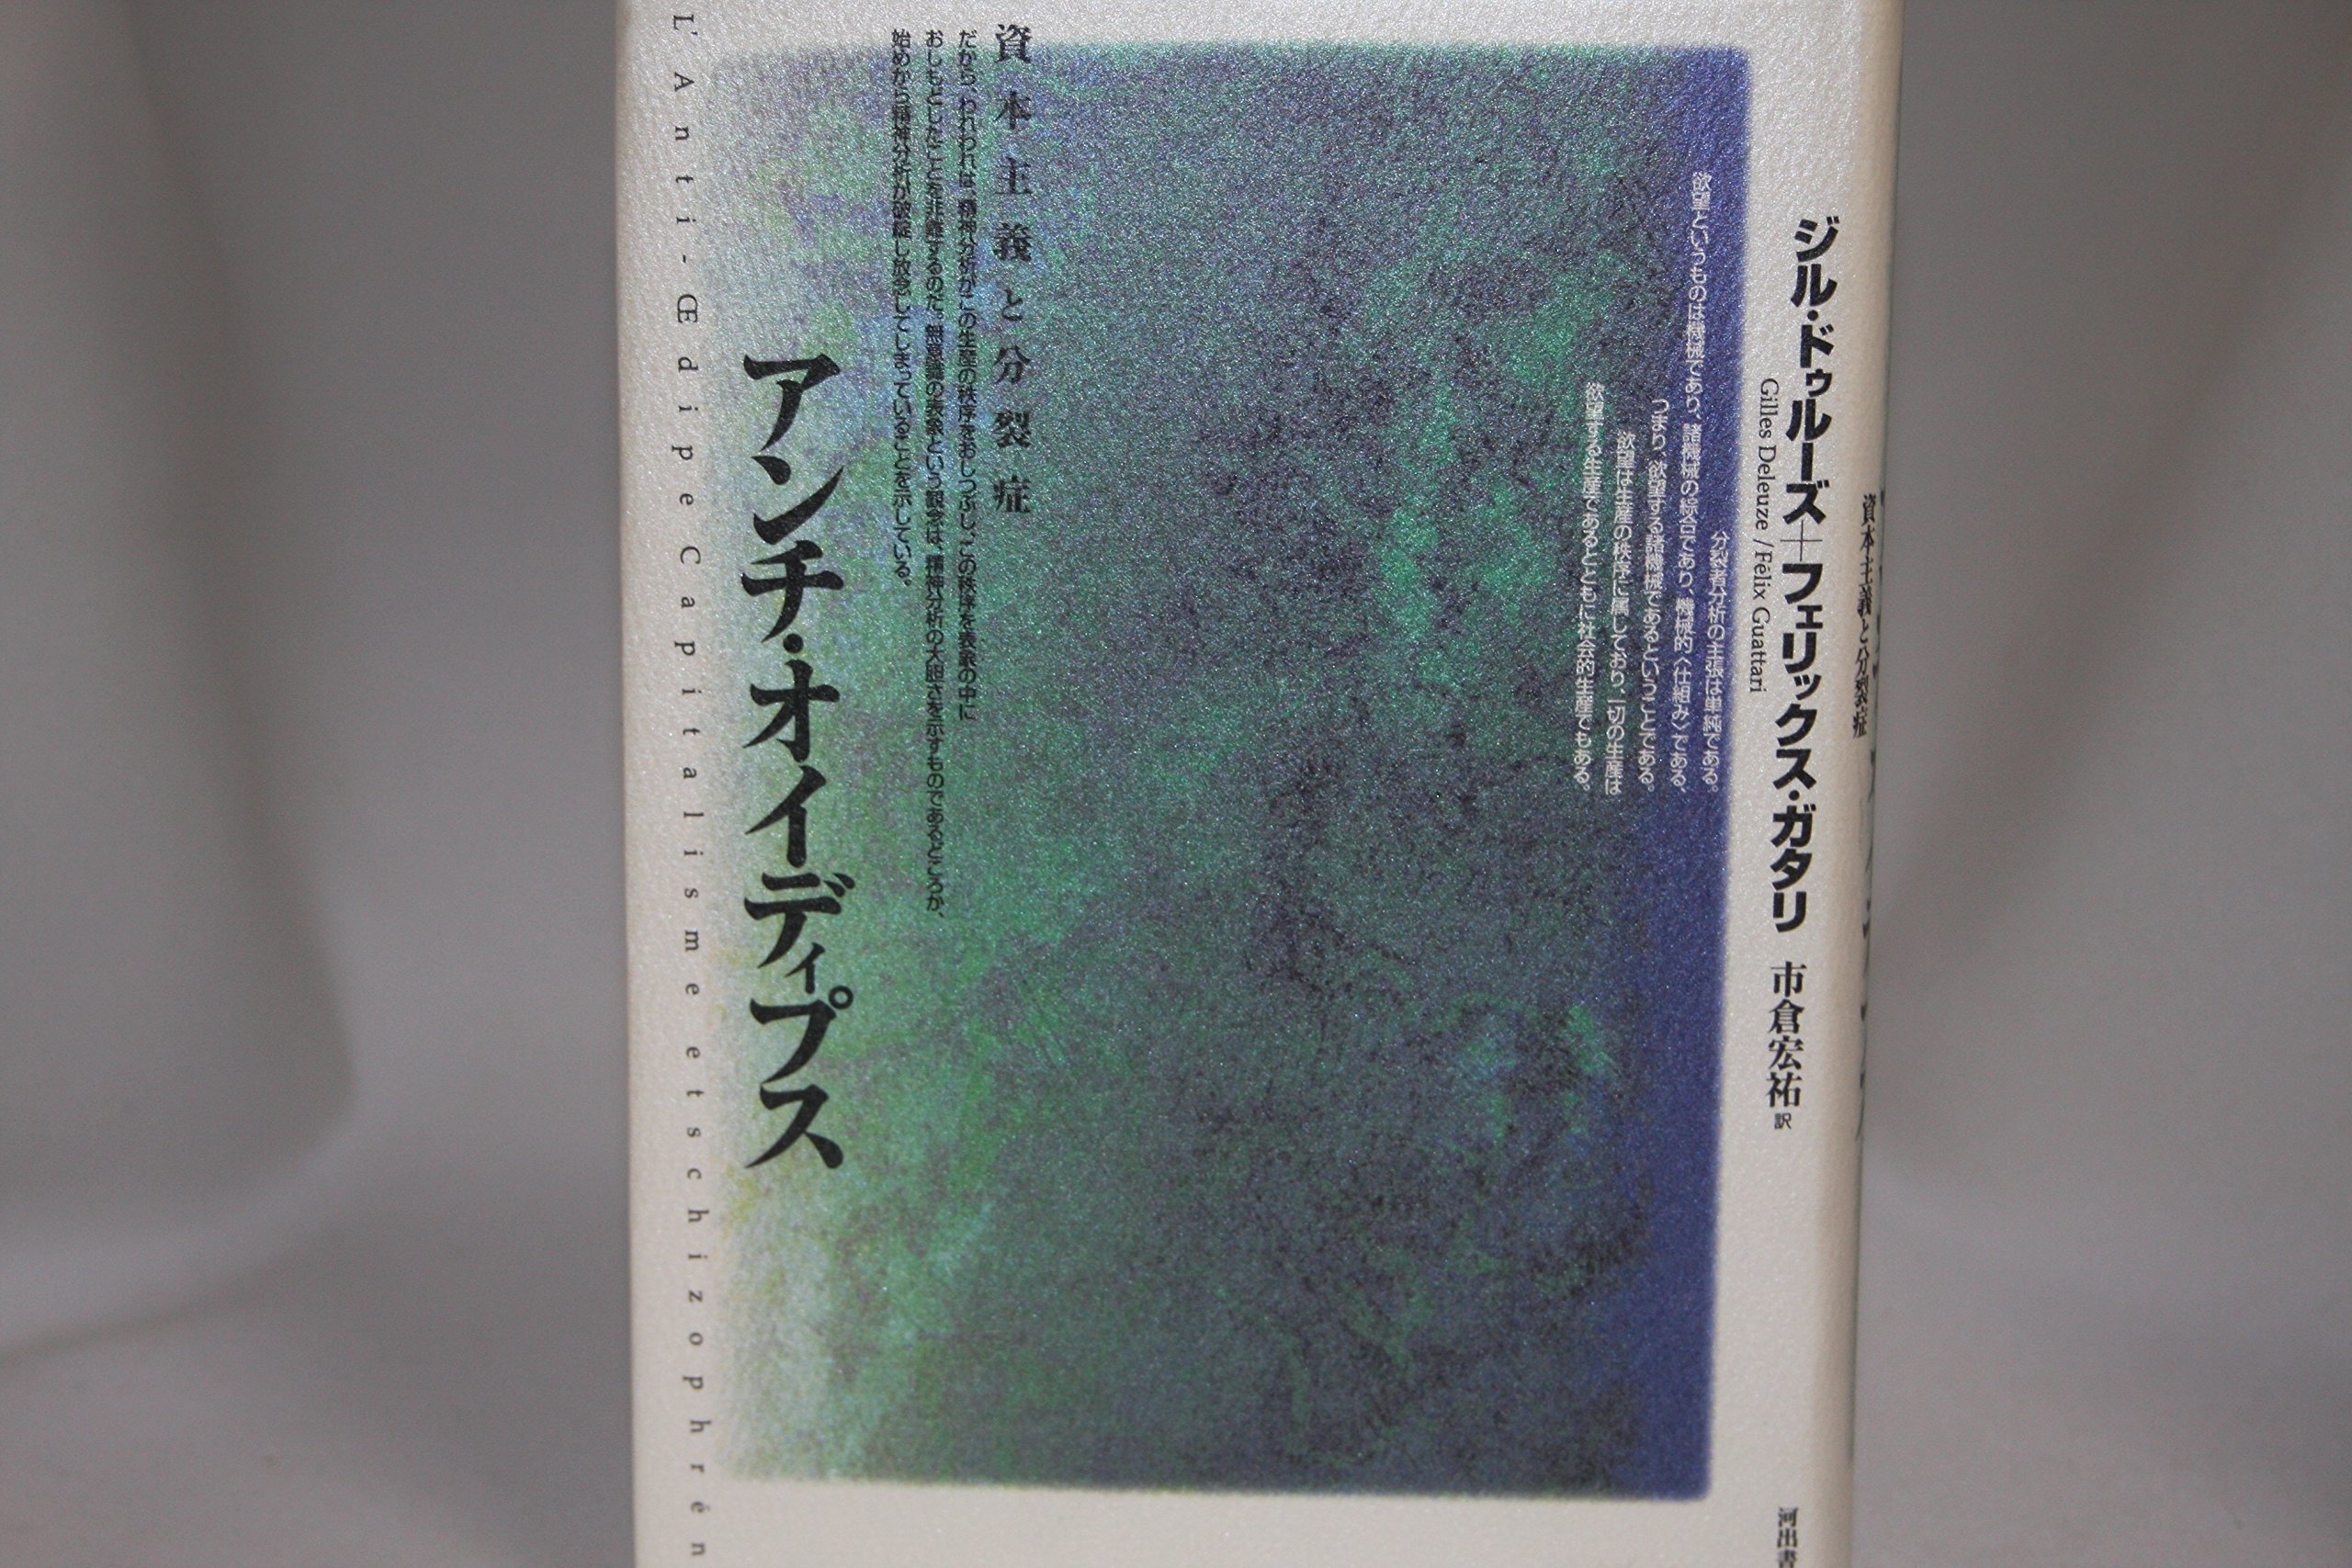 資本主義と分裂症
ジル・ドゥルーズ＋フェリックス・ガタリ 市倉宏祐 訳
Gilles Deleuze / Félix Guattari
河出書
分裂者分析の主張は単純である。
欲望というものは機械であり、諸機械の綜合であり、機械的〈仕組み〉である、
つまり、欲望する諸機械であるということである。
欲望は生産の秩序に属しており、一切の生産は
欲望する生産であるとともに社会的生産でもある。
資本主義と分裂症
だから、われわれは、精神分析がこの生産の秩序をおしつぶし、この秩序を表象の中に
おしもどしたことを非難するのだ。無意識の表象という観念は、精神分析の大胆さを示すものであるどころか、
始めから精神分析が破綻し放念してしまっていることを示している。
アンチ・オイディプス
L'Anti-Œdipe Capitalisme et schizophrén